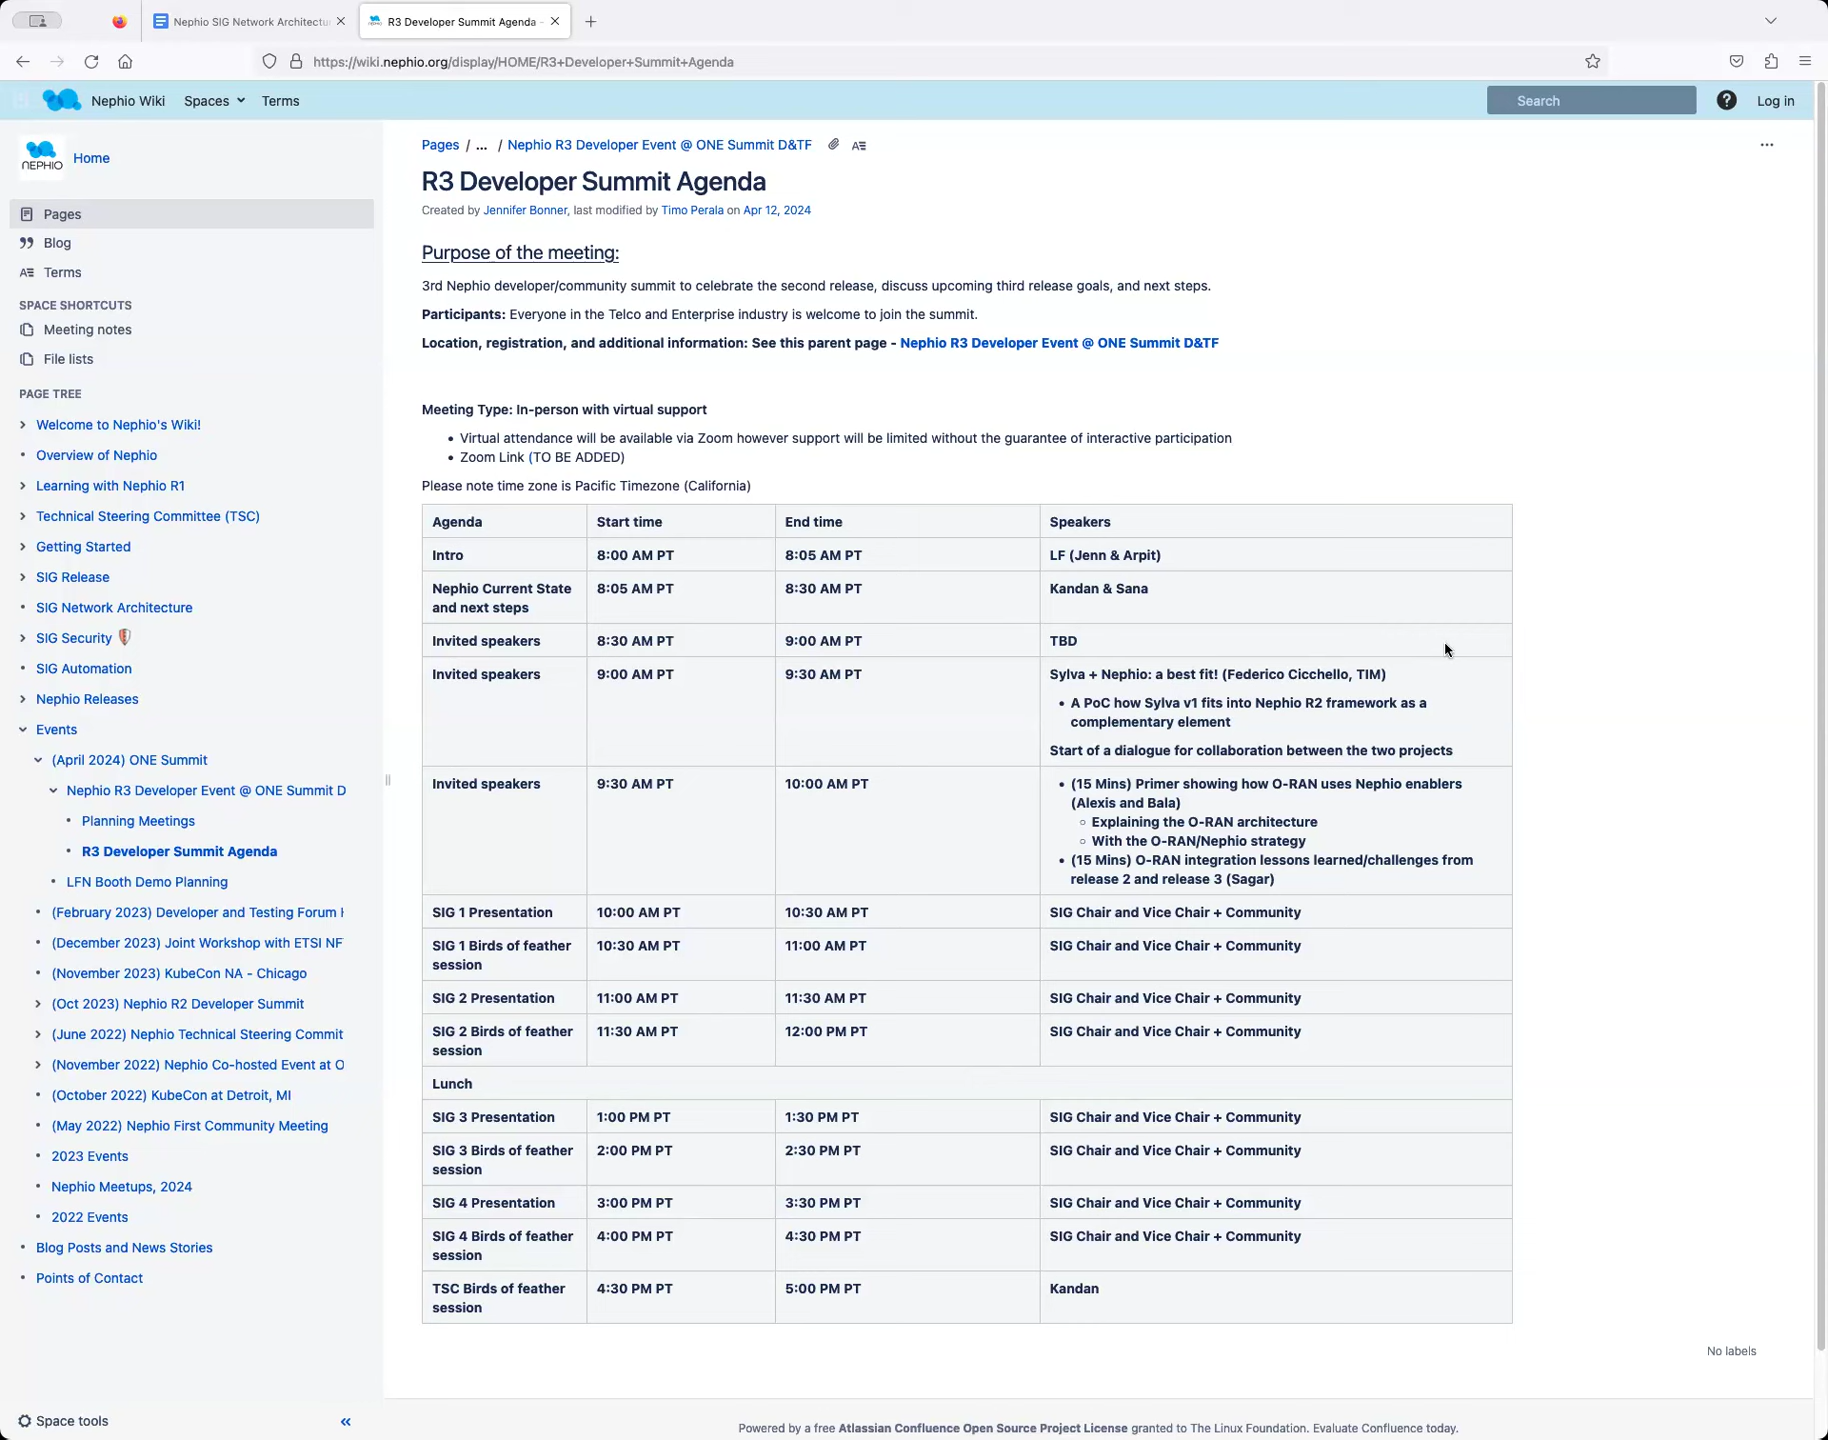 Nephio SIG Network Architectu
R3 Developer Summit Agenda -
https://wiki.nephio.org/display/HOME/R3+Developer+Summit+Agenda
Nephio Wiki Spaces Terms Search Log in
NEPHIO
Home
Pages
Blog
Terms
SPACE SHORTCUTS
Meeting notes
File lists
PAGE TREE
Welcome to Nephio's Wiki!
Overview of Nephio
Learning with Nephio R1
Technical Steering Committee (TSC)
Getting Started
SIG Release
SIG Network Architecture
SIG Security
SIG Automation
Nephio Releases
Events
(April 2024) ONE Summit
Nephio R3 Developer Event @ ONE Summit D
Planning Meetings
R3 Developer Summit Agenda
LFN Booth Demo Planning
(February 2023) Developer and Testing Forum
(December 2023) Joint Workshop with ETSI NF
(November 2023) KubeCon NA - Chicago
(Oct 2023) Nephio R2 Developer Summit
(June 2022) Nephio Technical Steering Commit
(November 2022) Nephio Co-hosted Event at O
(October 2022) KubeCon at Detroit, MI
(May 2022) Nephio First Community Meeting
2023 Events
Nephio Meetups, 2024
2022 Events
Blog Posts and News Stories
Points of Contact
Space tools
Pages / ... / Nephio R3 Developer Event @ ONE Summit D&TF
R3 Developer Summit Agenda
Created by Jennifer Bonner, last modified by Timo Perala on Apr 12, 2024
Purpose of the meeting:
3rd Nephio developer/community summit to celebrate the second release, discuss upcoming third release goals, and next steps.
Participants: Everyone in the Telco and Enterprise industry is welcome to join the summit.
Location, registration, and additional information: See this parent page - Nephio R3 Developer Event @ ONE Summit D&TF
Meeting Type: In-person with virtual support
• Virtual attendance will be available via Zoom however support will be limited without the guarantee of interactive participation
• Zoom Link (TO BE ADDED)
Please note time zone is Pacific Timezone (California)
Agenda Start time End time Speakers
Intro 8:00 AM PT 8:05 AM PT LF (Jenn & Arpit)
Nephio Current State 8:05 AM PT 8:30 AM PT Kandan & Sana
and next steps
Invited speakers 8:30 AM PT 9:00 AM PT TBD
Invited speakers 9:00 AM PT 9:30 AM PT Sylva + Nephio: a best fit! (Federico Cicchello, TIM)
• A PoC how Sylva v1 fits into Nephio R2 framework as a
complementary element
Start of a dialogue for collaboration between the two projects
Invited speakers 9:30 AM PT 10:00 AM PT • (15 Mins) Primer showing how O-RAN uses Nephio enablers
(Alexis and Bala)
○ Explaining the O-RAN architecture
○ With the O-RAN/Nephio strategy
• (15 Mins) O-RAN integration lessons learned/challenges from
release 2 and release 3 (Sagar)
SIG 1 Presentation 10:00 AM PT 10:30 AM PT SIG Chair and Vice Chair + Community
SIG 1 Birds of feather 10:30 AM PT 11:00 AM PT SIG Chair and Vice Chair + Community
session
SIG 2 Presentation 11:00 AM PT 11:30 AM PT SIG Chair and Vice Chair + Community
SIG 2 Birds of feather 11:30 AM PT 12:00 PM PT SIG Chair and Vice Chair + Community
session
Lunch
SIG 3 Presentation 1:00 PM PT 1:30 PM PT SIG Chair and Vice Chair + Community
SIG 3 Birds of feather 2:00 PM PT 2:30 PM PT SIG Chair and Vice Chair + Community
session
SIG 4 Presentation 3:00 PM PT 3:30 PM PT SIG Chair and Vice Chair + Community
SIG 4 Birds of feather 4:00 PM PT 4:30 PM PT SIG Chair and Vice Chair + Community
session
TSC Birds of feather 4:30 PM PT 5:00 PM PT Kandan
session
No labels
Powered by a free Atlassian Confluence Open Source Project License granted to The Linux Foundation. Evaluate Confluence today.